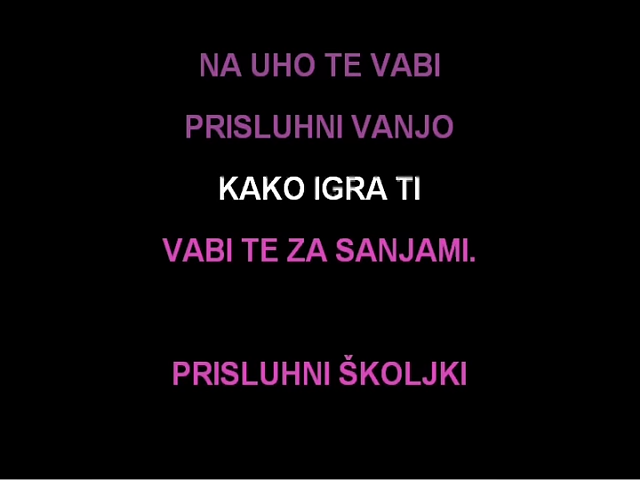 NA UHO TE VABI
PRISLUHNI VANJO
KAKO IGRA TI
VABI TE ZA SANJAMI.
PRISLUHNI ŠKOLJKI